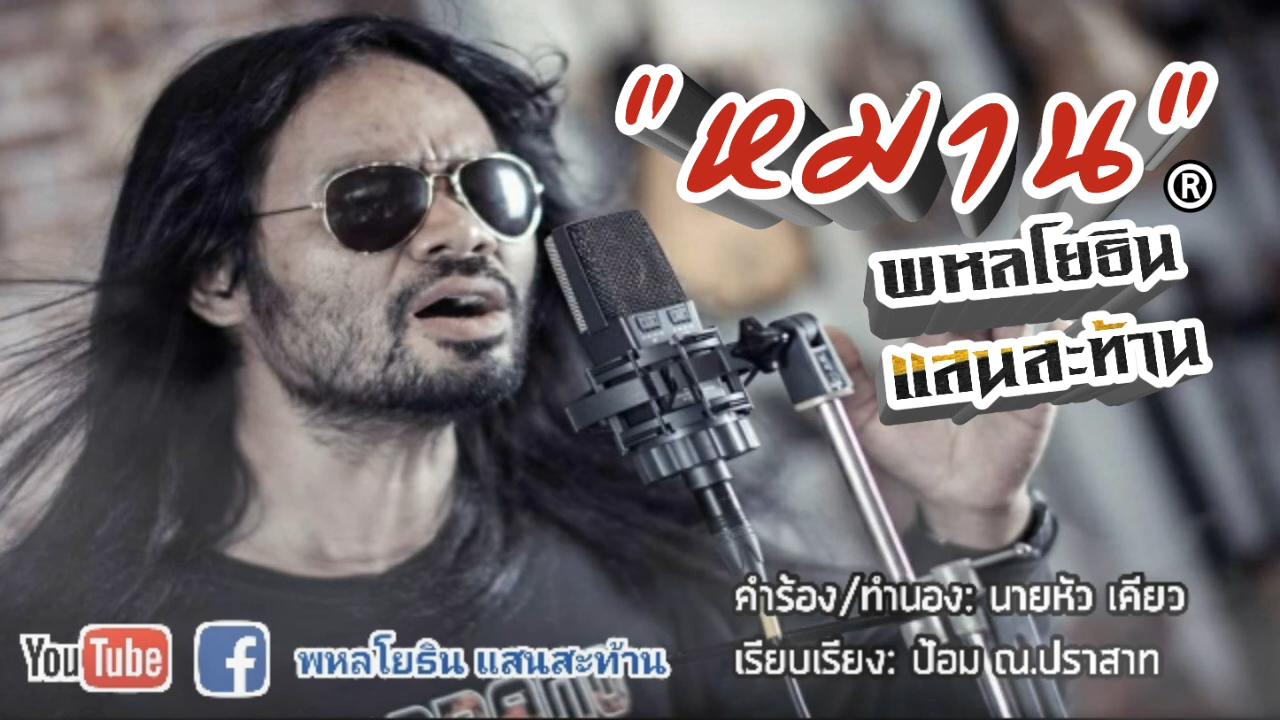 "หมาน"
®
พหลโยธิน
แสนสะท้าน
คำร้อง/ทำนอง: นายหัว เคียว
เรียบเรียง: ป้อม ณ.ปราสาท
YouTube f พหลโยธิน แสนสะท้าน